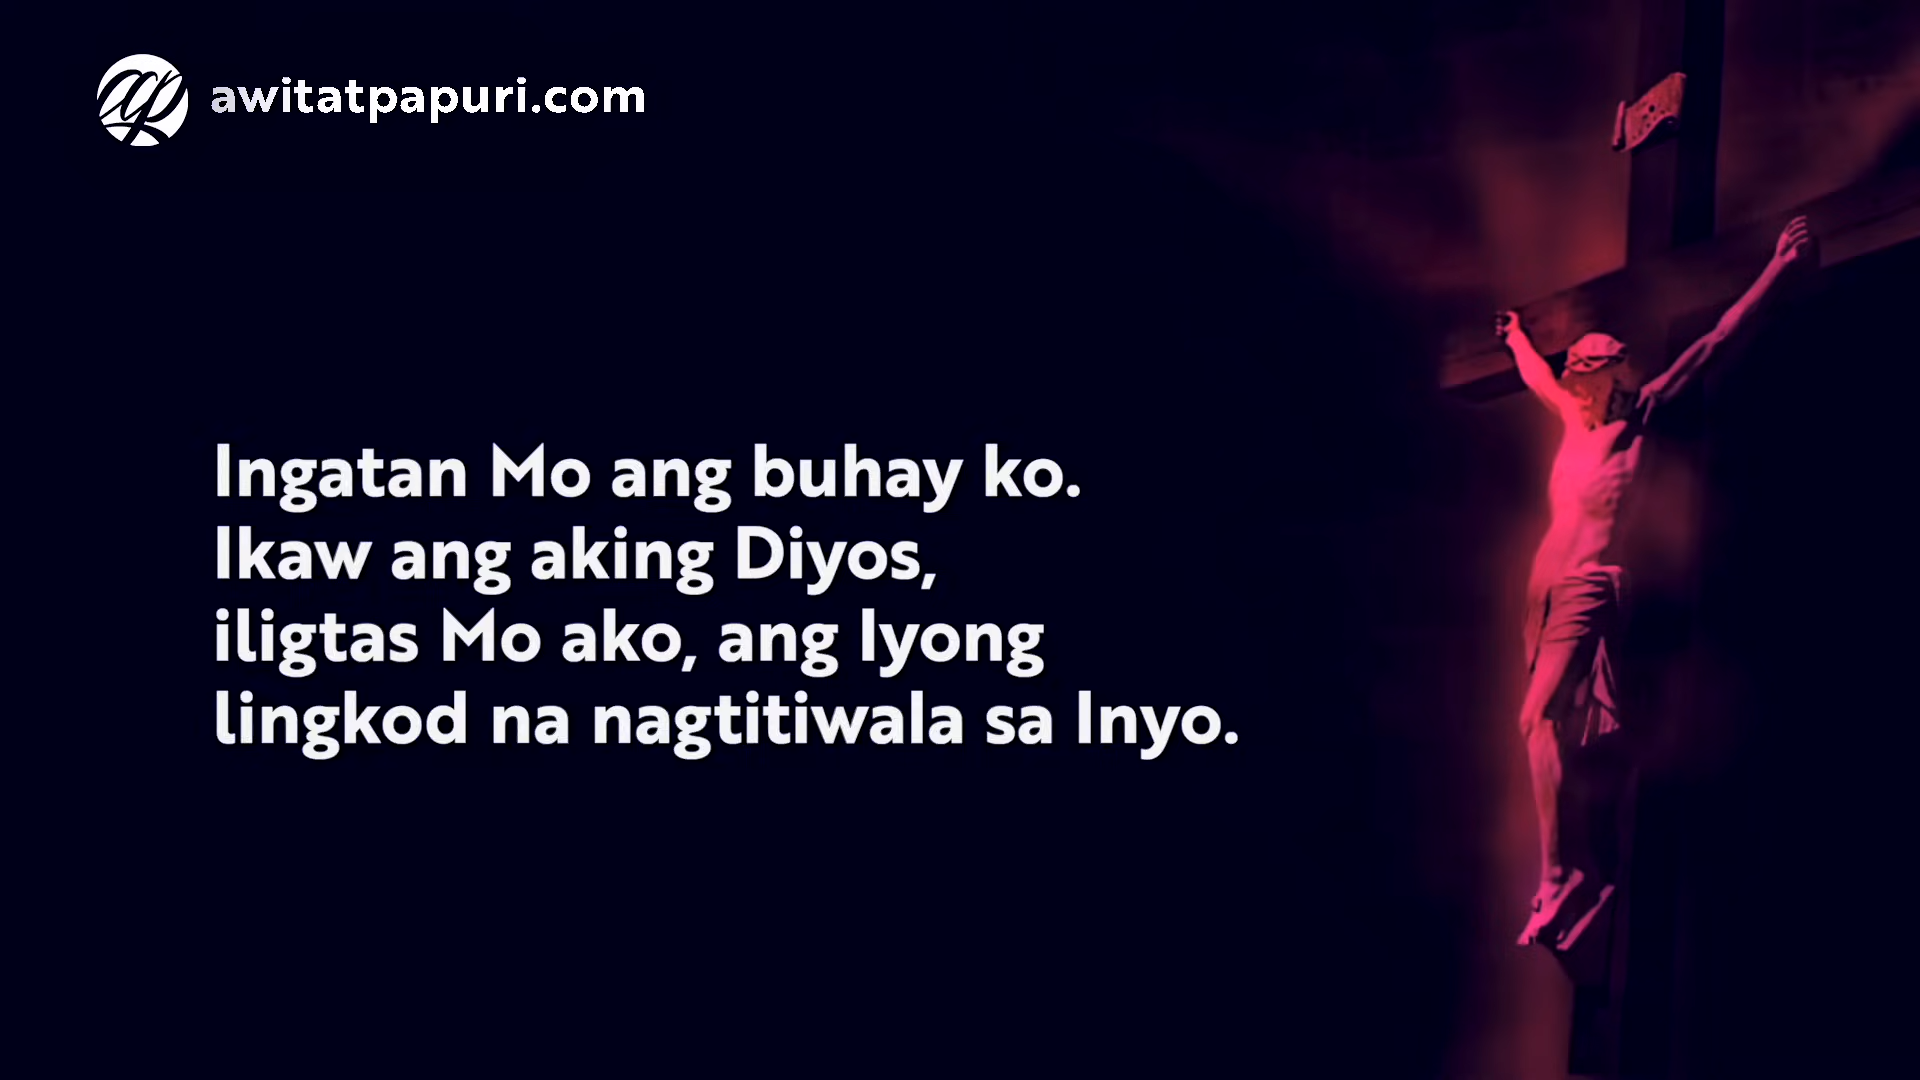 awitatpapuri.com
Ingatan Mo ang buhay ko.
Ikaw ang aking Diyos,
iligtas Mo ako, ang Iyong
lingkod na nagtitiwala sa Inyo.